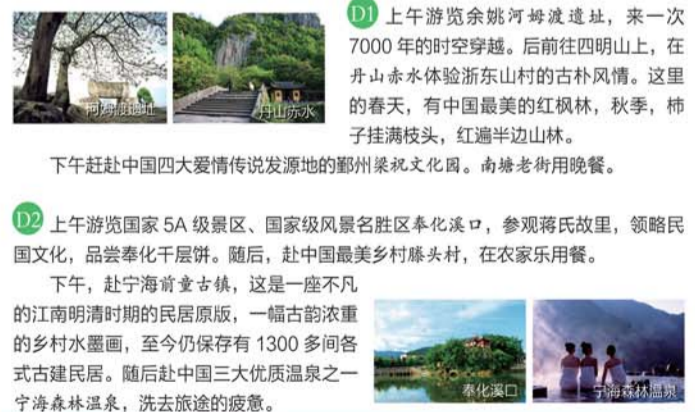 河姆渡遗址
丹山赤水
D1 上午游览余姚河姆渡遗址，来一次
7000 年的时空穿越。后前往四明山上，在
丹山赤水体验浙东山村的古朴风情。这里
的春天，有中国最美的红枫林，秋季，柿
子挂满枝头，红遍半边山林。
下午赶赴中国四大爱情传说发源地的鄞州梁祝文化园。南塘老街用晚餐。
D2 上午游览国家 5A 级景区、国家级风景名胜区奉化溪口，参观蒋氏故里，领略民
国文化，品尝奉化千层饼。随后，赴中国最美乡村滕头村，在农家乐用餐。
下午，赴宁海前童古镇，这是一座不凡
的江南明清时期的民居原版，一幅古韵浓重
的乡村水墨画，至今仍保存有 1300 多间各
式古建民居。随后赴中国三大优质温泉之一
宁海森林温泉，洗去旅途的疲惫。
奉化溪口
宁海森林温泉